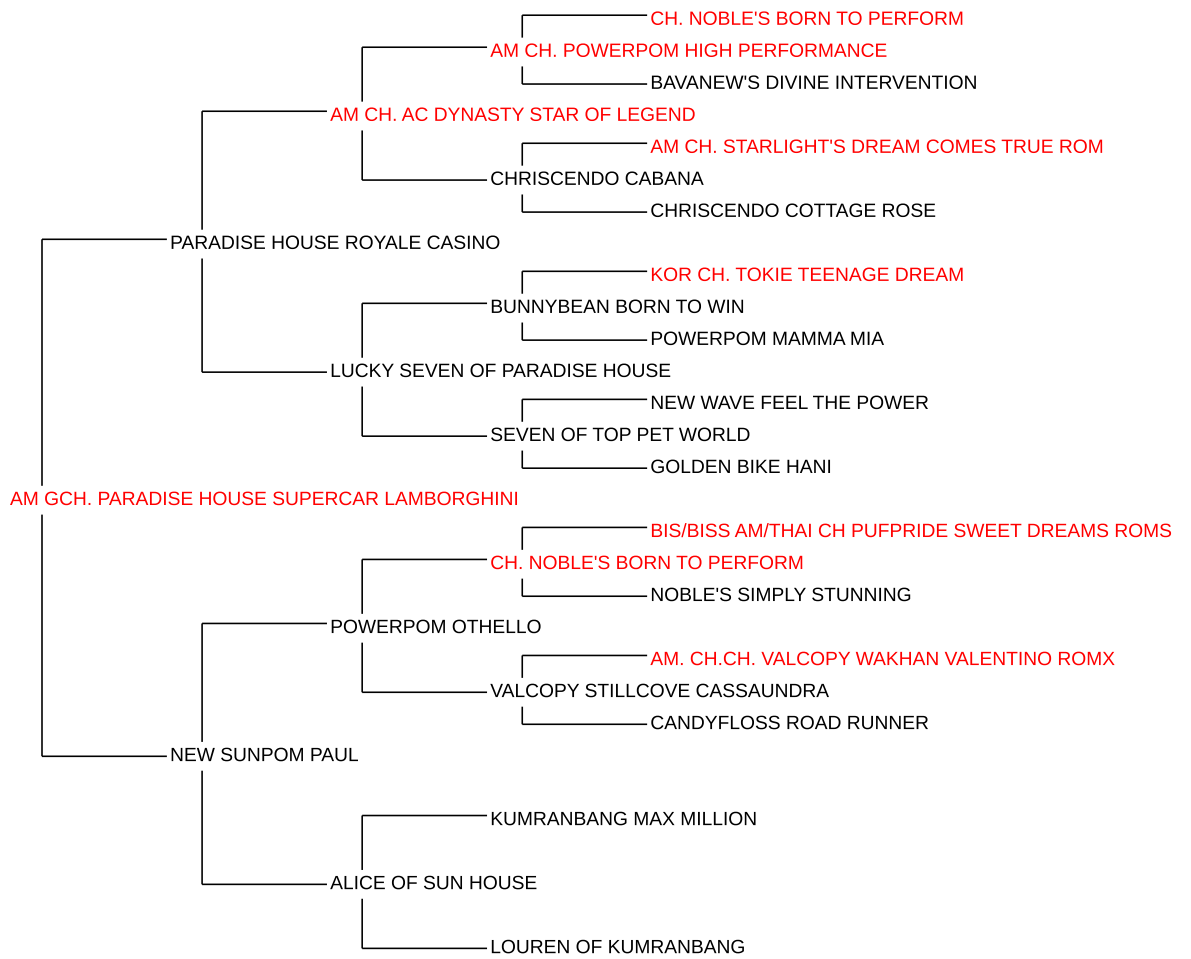 CH. NOBLE'S BORN TO PERFORM
AM CH. POWERPOM HIGH PERFORMANCE
BAVANEW'S DIVINE INTERVENTION
AM CH. AC DYNASTY STAR OF LEGEND
AM CH. STARLIGHT'S DREAM COMES TRUE ROM
CHRISCENDO CABANA
CHRISCENDO COTTAGE ROSE
PARADISE HOUSE ROYALE CASINO
KOR CH. TOKIE TEENAGE DREAM
BUNNYBEAN BORN TO WIN
POWERPOM MAMMA MIA
LUCKY SEVEN OF PARADISE HOUSE
NEW WAVE FEEL THE POWER
SEVEN OF TOP PET WORLD
GOLDEN BIKE HANI
AM GCH. PARADISE HOUSE SUPERCAR LAMBORGHINI
BIS/BISS AM/THAI CH PUFPRIDE SWEET DREAMS ROMS
CH. NOBLE'S BORN TO PERFORM
NOBLE'S SIMPLY STUNNING
POWERPOM OTHELLO
AM. CH.CH. VALCOPY WAKHAN VALENTINO ROMX
VALCOPY STILLCOVE CASSAUNDRA
CANDYFLOSS ROAD RUNNER
NEW SUNPOM PAUL
KUMRANBANG MAX MILLION
ALICE OF SUN HOUSE
LOUREN OF KUMRANBANG